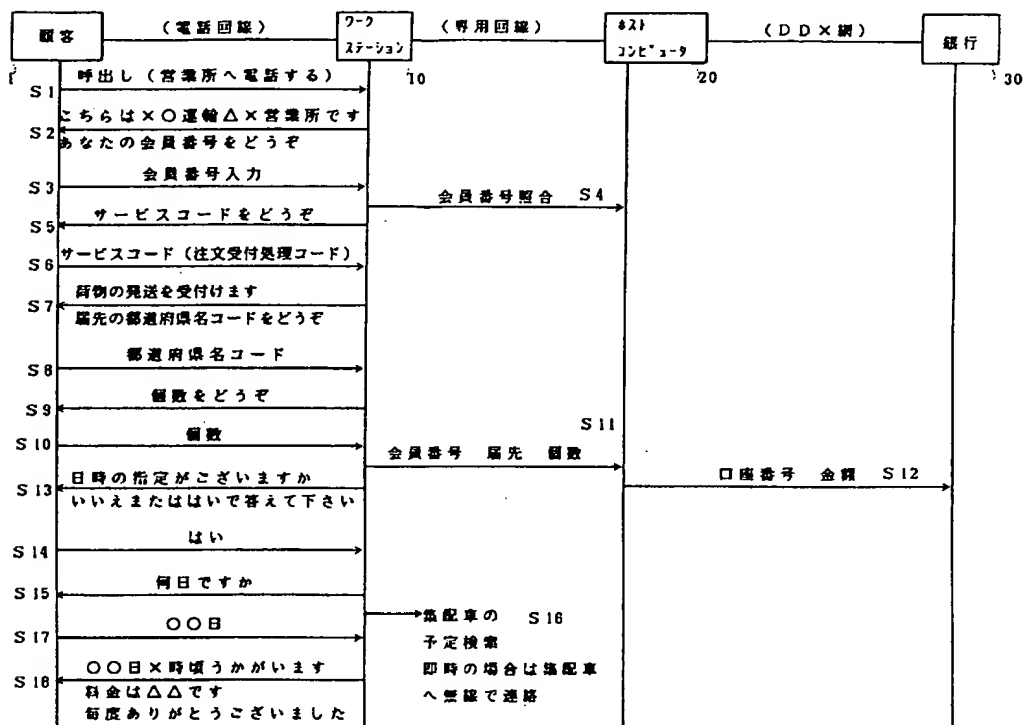 顧客
(電話回線)
ワーク
ステーション
(専用回線)
ホスト
コンピュータ
(DDX網)
銀行
1
10
20
30
呼出し(営業所へ電話する)
S1
こちらは×○運輸△×営業所です
S2
あなたの会員番号をどうぞ
会員番号入力
S3
会員番号照合 S4
サービスコードをどうぞ
S5
サービスコード(注文受付処理コード)
S6
荷物の発送を受付けます
S7
届先の都道府県名コードをどうぞ
都道府県名コード
S8
個数をどうぞ
S9
S11
個数
S10
会員番号 届先 個数
日時の指定がございますか
S13
いいえまたははいで答えて下さい
口座番号 金額 S12
はい
S14
何日ですか
S15
集配車の S16
予定検索
即時の場合は集配車
へ無線で連絡
○○日
S17
○○日×時頃うかがいます
S18
料金は△△です
毎度ありがとうございました